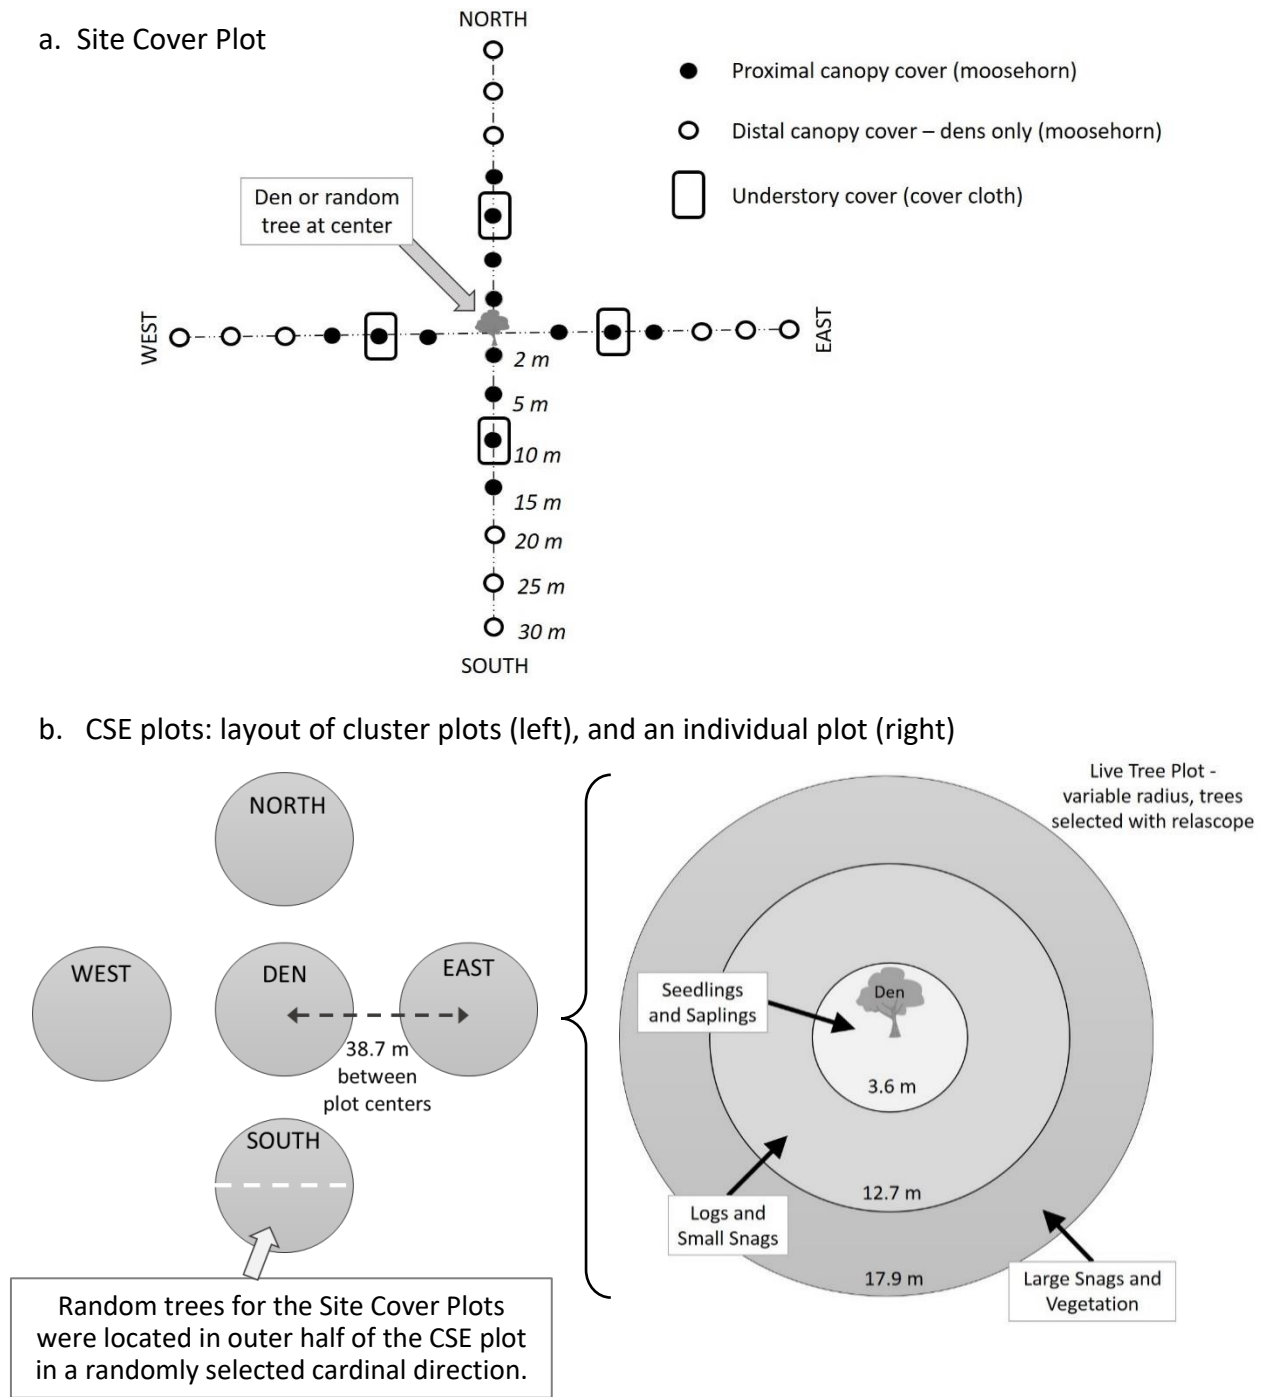 a. Site Cover Plot
NORTH
Proximal canopy cover (moosehorn)
Distal canopy cover – dens only (moosehorn)
Understory cover (cover cloth)
Den or random
tree at center
WEST
EAST
2 m
5 m
10 m
15 m
20 m
25 m
30 m
SOUTH
b. CSE plots: layout of cluster plots (left), and an individual plot (right)
NORTH
WEST
DEN
EAST
38.7 m
between
plot centers
SOUTH
Random trees for the Site Cover Plots
were located in outer half of the CSE plot
in a randomly selected cardinal direction.
Live Tree Plot -
variable radius, trees
selected with relascope
Seedlings
and Saplings
Den
3.6 m
12.7 m
Logs and
Small Snags
17.9 m
Large Snags and
Vegetation